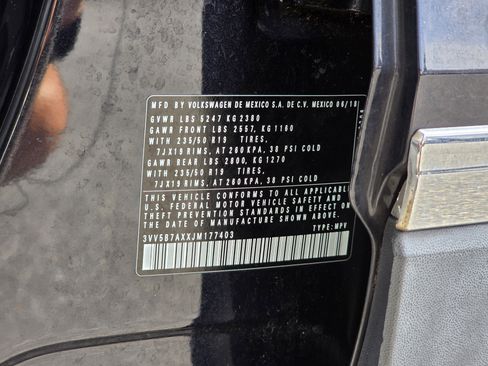 MFD BY VOLKSWAGEN DE MEXICO S.A. DE C.V. MEXICO 06/18
GVWR LBS 5247 KG 2380
GAWR FRONT LBS 2557, KG 1160
WITH 235/50 R19 TIRES,
7JX19 RIMS, AT 260 KPA, 38 PSI COLD
GAWR REAR LBS 2800, KG 1270
WITH 235/50 R19 TIRES,
7JX19 RIMS, AT 260 KPA, 38 PSI COLD
THIS VEHICLE CONFORMS TO ALL APPLICABLE
U.S. FEDERAL MOTOR VEHICLE SAFETY AND
THEFT PREVENTION STANDARDS IN EFFECT ON
THE DATE OF MANUFACTURE SHOWN ABOVE.
3VV5B7AXXJM177403 TYPE: MPV